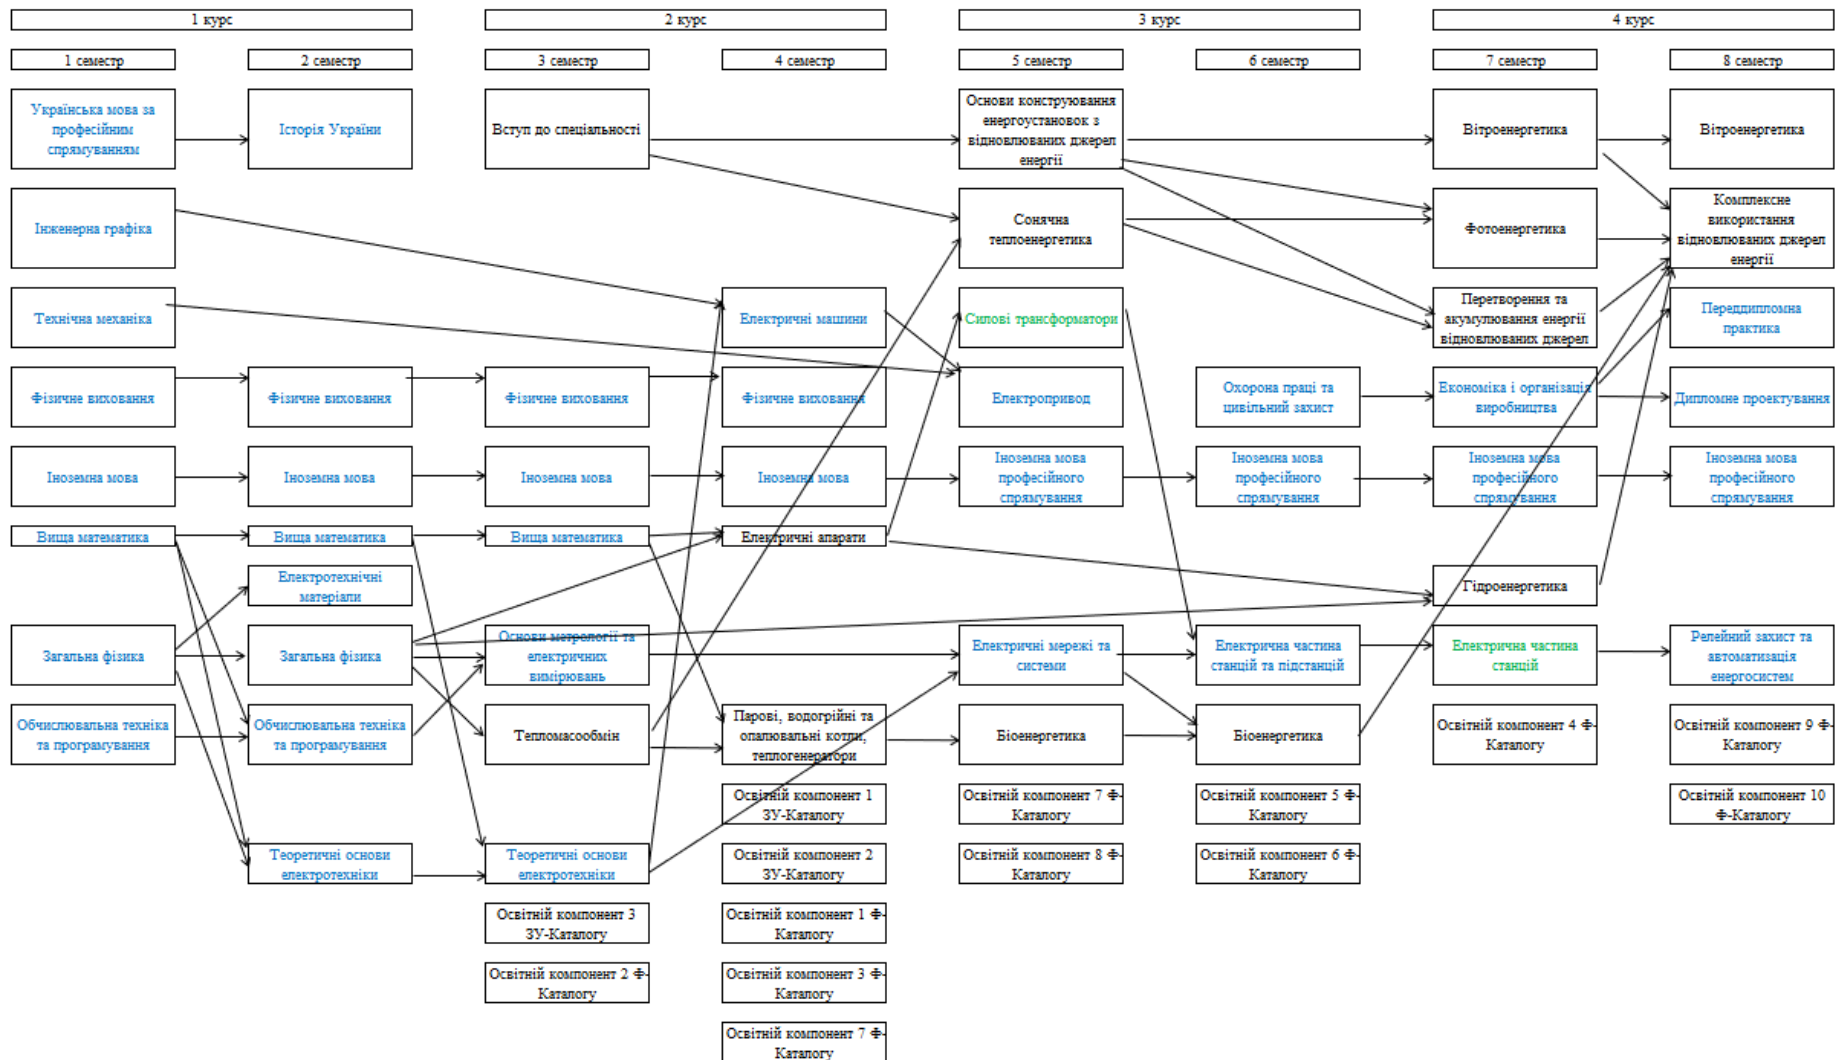 1 курс
2 курс
3 курс
4 курс
1 семестр
2 семестр
3 семестр
4 семестр
5 семестр
6 семестр
7 семестр
8 семестр
Українська мова за
професійним
спрямуванням
Історія України
Вступ до спеціальності
Основи конструювання
енергоустановок з
відновлюваних джерел
енергії
Вітроенергетика
Вітроенергетика
Інженерна графіка
Сонячна
теплоенергетика
Фотоенергетика
Комплексне
використання
відновлюваних джерел
енергії
Технічна механіка
Електричні машини
Силові трансформатори
Перетворення та
акумулювання енергії
відновлюваних джерел
Переддипломна
практика
Фізичне виховання
Фізичне виховання
Фізичне виховання
Фізичне виховання
Електропривод
Охорона праці та
цивільний захист
Економіка і організація
виробництва
Дипломне проектування
Іноземна мова
Іноземна мова
Іноземна мова
Іноземна мова
Іноземна мова
професійного
спрямування
Іноземна мова
професійного
спрямування
Іноземна мова
професійного
спрямування
Іноземна мова
професійного
спрямування
Вища математика
Вища математика
Вища математика
Електричні апарати
Електротехнічні
матеріали
Гідроенергетика
Загальна фізика
Загальна фізика
Основи метрології та
електричних
вимірювань
Електричні мережі та
системи
Електрична частина
станцій та підстанцій
Електрична частина
станцій
Релейний захист та
автоматизація
енергосистем
Обчислювальна техніка
та програмування
Обчислювальна техніка
та програмування
Тепломасообмін
Парові, водогрійні та
опалювальні котли,
теплогенератори
Біоенергетика
Біоенергетика
Освітній компонент 4 Ф-
Каталогу
Освітній компонент 9 Ф-
Каталогу
Освітній компонент 1
ЗУ-Каталогу
Освітній компонент 7 Ф-
Каталогу
Освітній компонент 5 Ф-
Каталогу
Освітній компонент 10
Ф-Каталогу
Теоретичні основи
електротехніки
Теоретичні основи
електротехніки
Освітній компонент 2
ЗУ-Каталогу
Освітній компонент 8 Ф-
Каталогу
Освітній компонент 6 Ф-
Каталогу
Освітній компонент 3
ЗУ-Каталогу
Освітній компонент 1 Ф-
Каталогу
Освітній компонент 2 Ф-
Каталогу
Освітній компонент 3 Ф-
Каталогу
Освітній компонент 7 Ф-
Каталогу